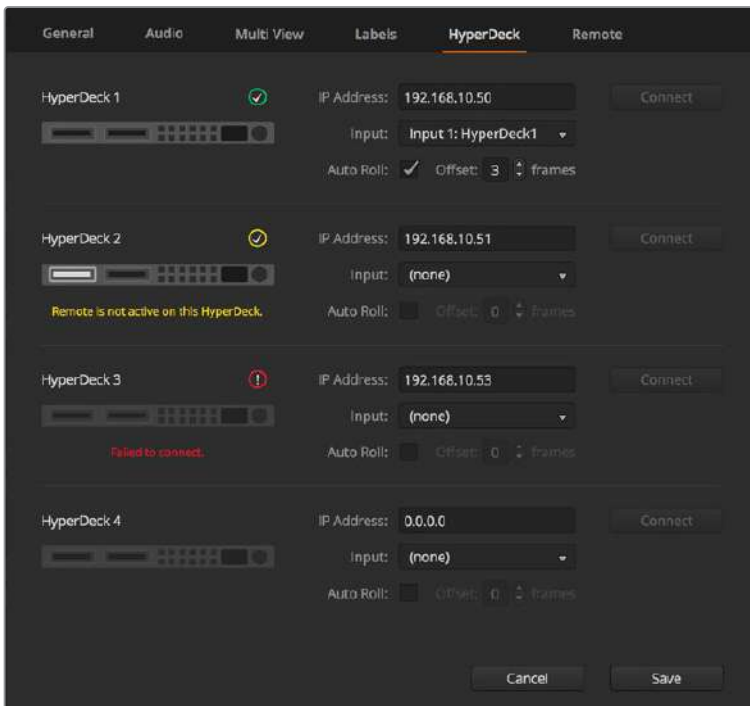 General Audio Multi View Labels HyperDeck Remote
HyperDeck 1 IP Address: 192.168.10.50 Connect
Input: Input 1: HyperDeck1
Auto Roll: Offset: 3 frames
HyperDeck 2 IP Address: 192.168.10.51 Connect
Input: (none)
Remote is not active on this HyperDeck. Auto Roll: Offset: 0 frames
HyperDeck 3 IP Address: 192.168.10.53 Connect
Input: (none)
Failed to connect. Auto Roll: Offset: 0 frames
HyperDeck 4 IP Address: 0.0.0.0 Connect
Input: (none)
Auto Roll: Offset: 0 frames
Cancel Save